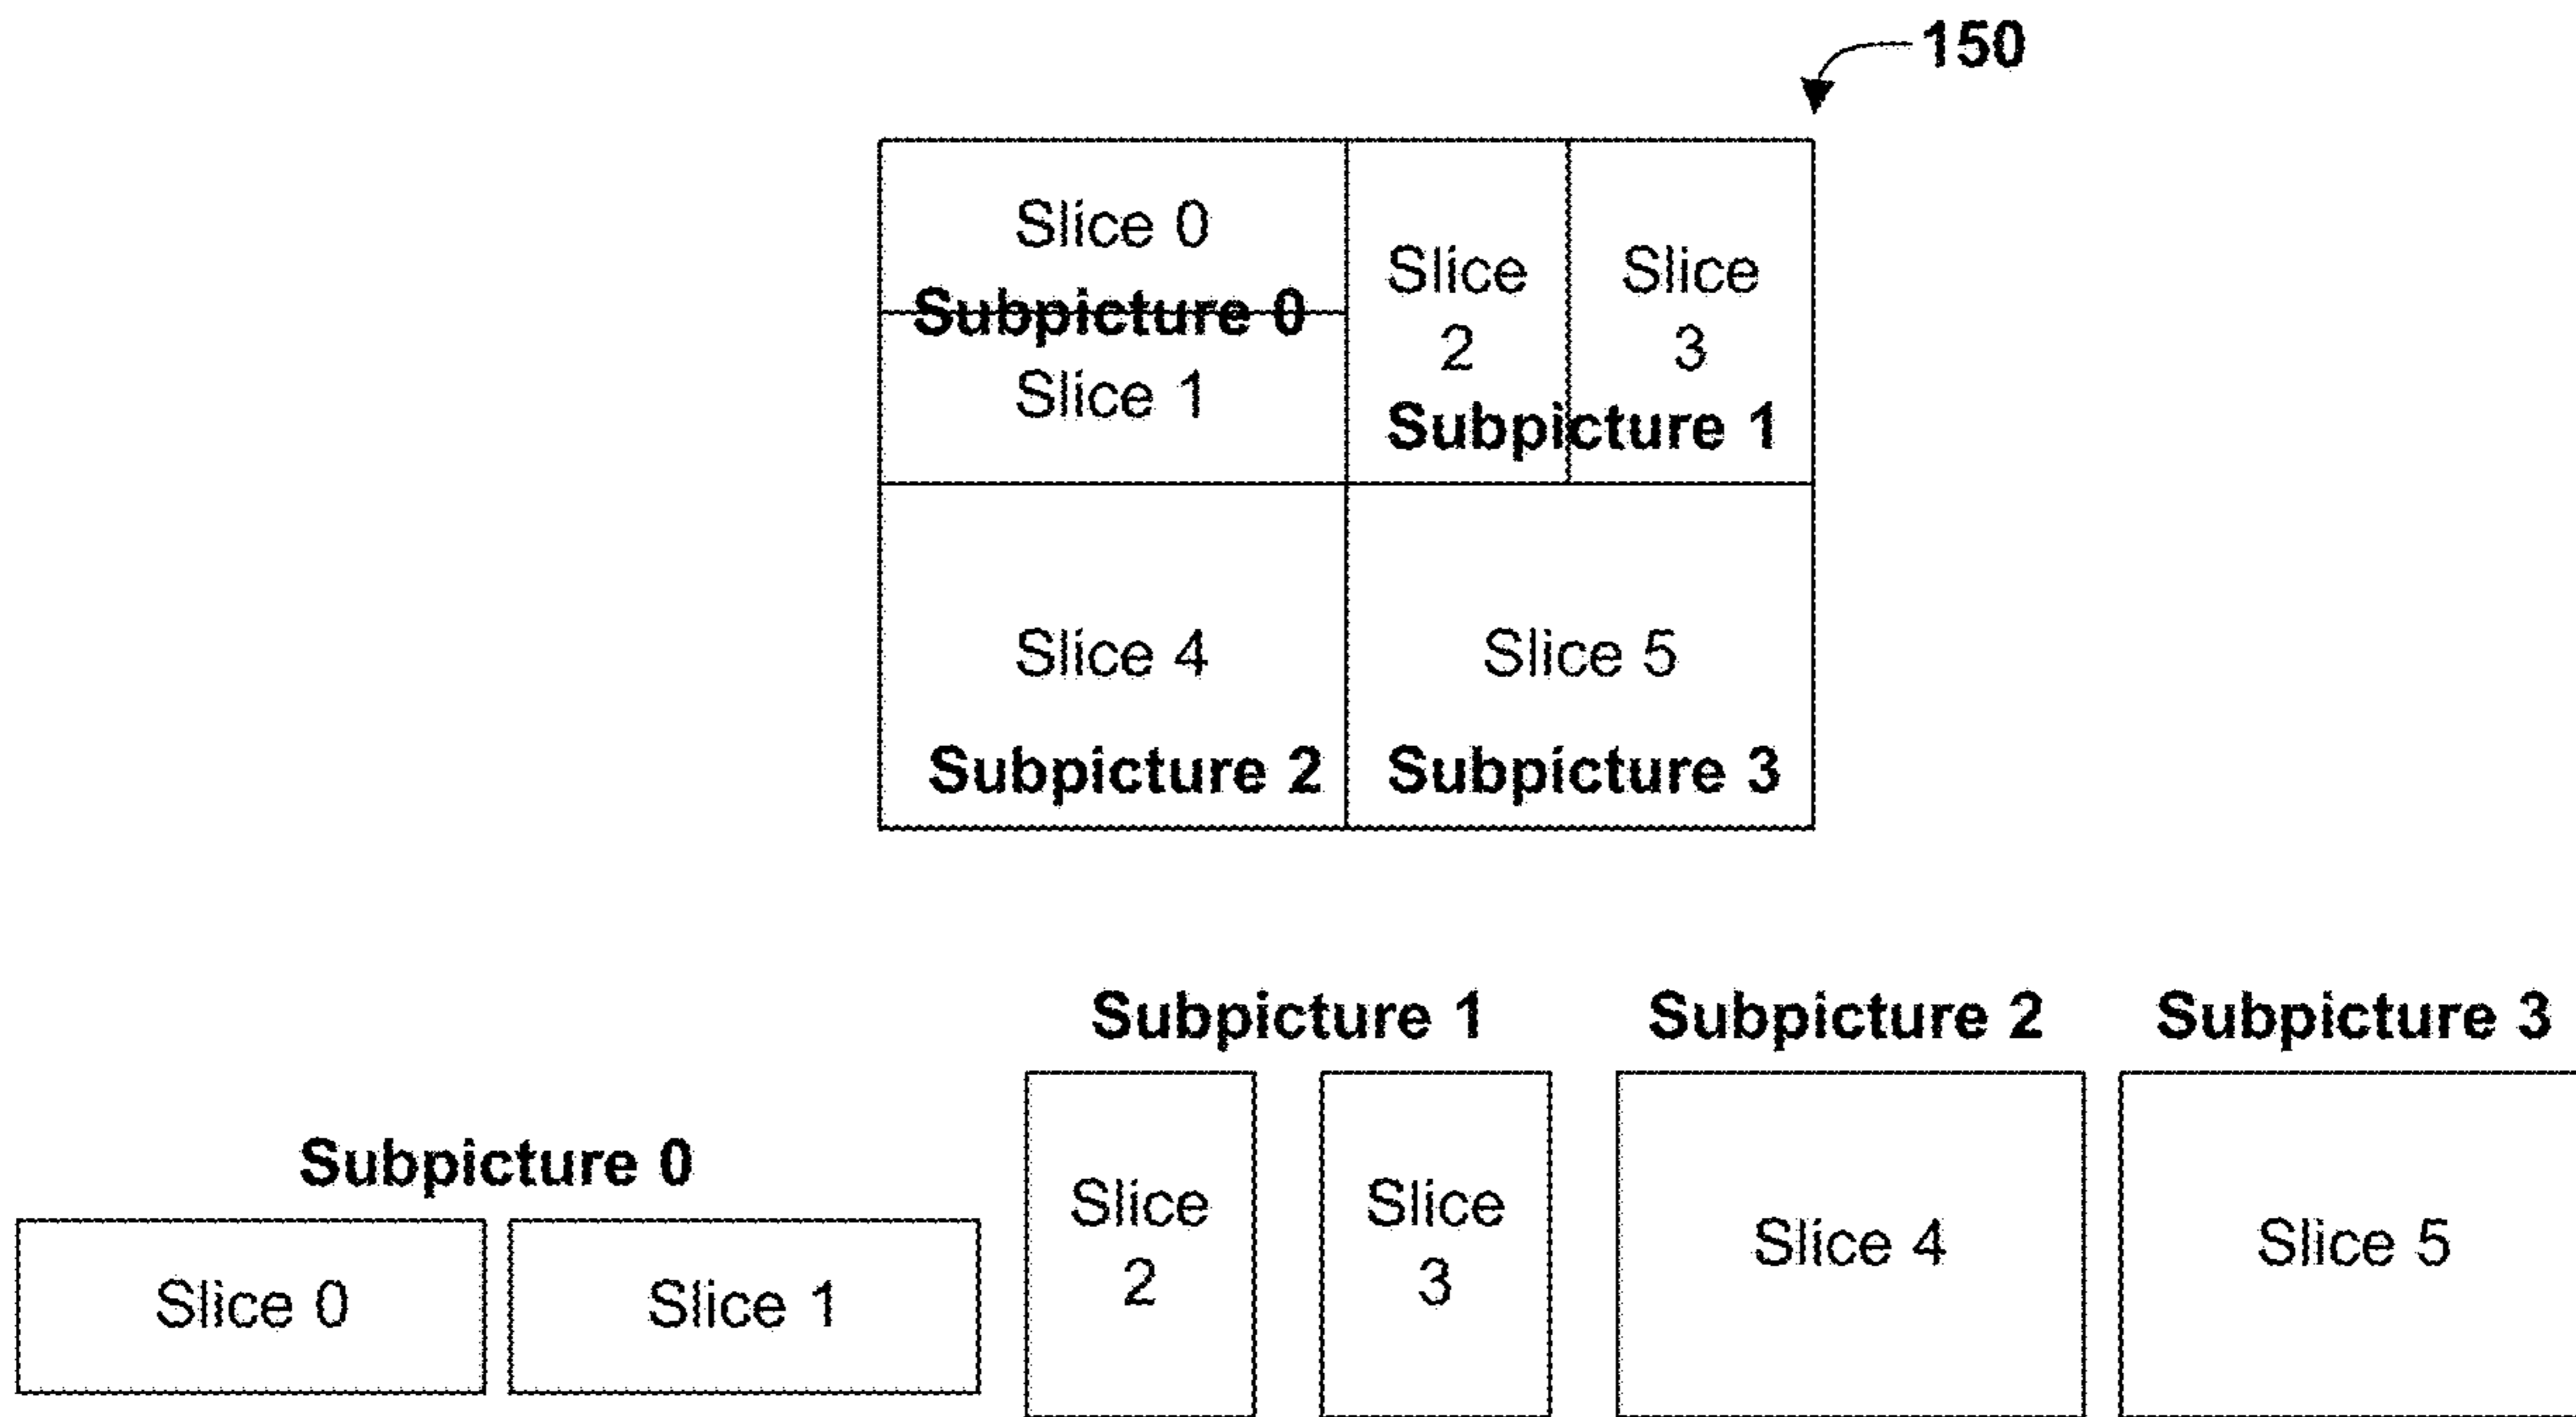 150
Slice 0
Subpicture 0
Slice 1
Slice
2
Slice
3
Subpicture 1
Slice 4
Subpicture 2
Slice 5
Subpicture 3
Subpicture 0
Slice 0
Slice 1
Subpicture 1
Slice
2
Slice
3
Subpicture 2
Slice 4
Subpicture 3
Slice 5